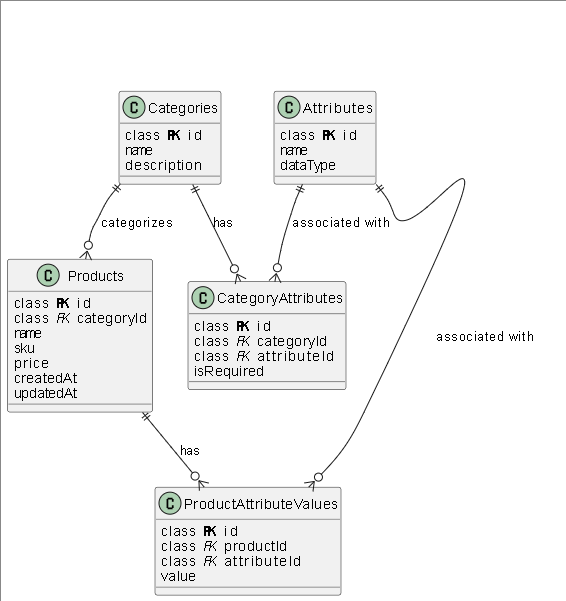 C Categories
class PK id
name
description
C Attributes
class PK id
name
dataType
categorizes
has
associated with
C Products
class PK id
class FK categoryId
name
sku
price
createdAt
updatedAt
C CategoryAttributes
class PK id
class FK categoryId
class FK attributeId
isRequired
associated with
has
C ProductAttributeValues
class PK id
class FK productId
class FK attributeId
value